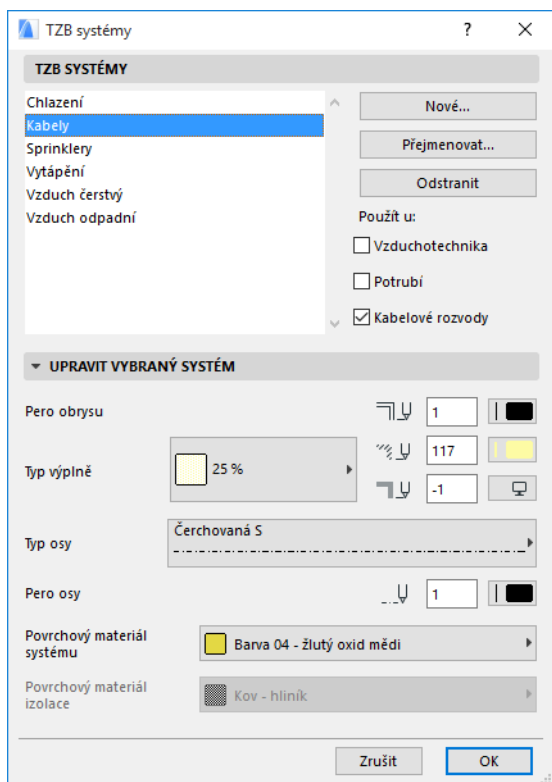 TZB systémy
?
TZB SYSTÉMY
Chlazení
Kabely
Sprinklery
Vytápění
Vzduch čerstvý
Vzduch odpadní
Nové...
Přejmenovat...
Odstranit
Použít u:
Vzduchotechnika
Potrubí
Kabelové rozvody
UPRAVIT VYBRANÝ SYSTÉM
Pero obrysu
1
Typ výplně
25 %
117
-1
Typ osy
Čerchovaná S
Pero osy
1
Povrchový materiál
systému
Barva 04 - žlutý oxid mědi
Povrchový materiál
izolace
Kov - hliník
Zrušit
OK